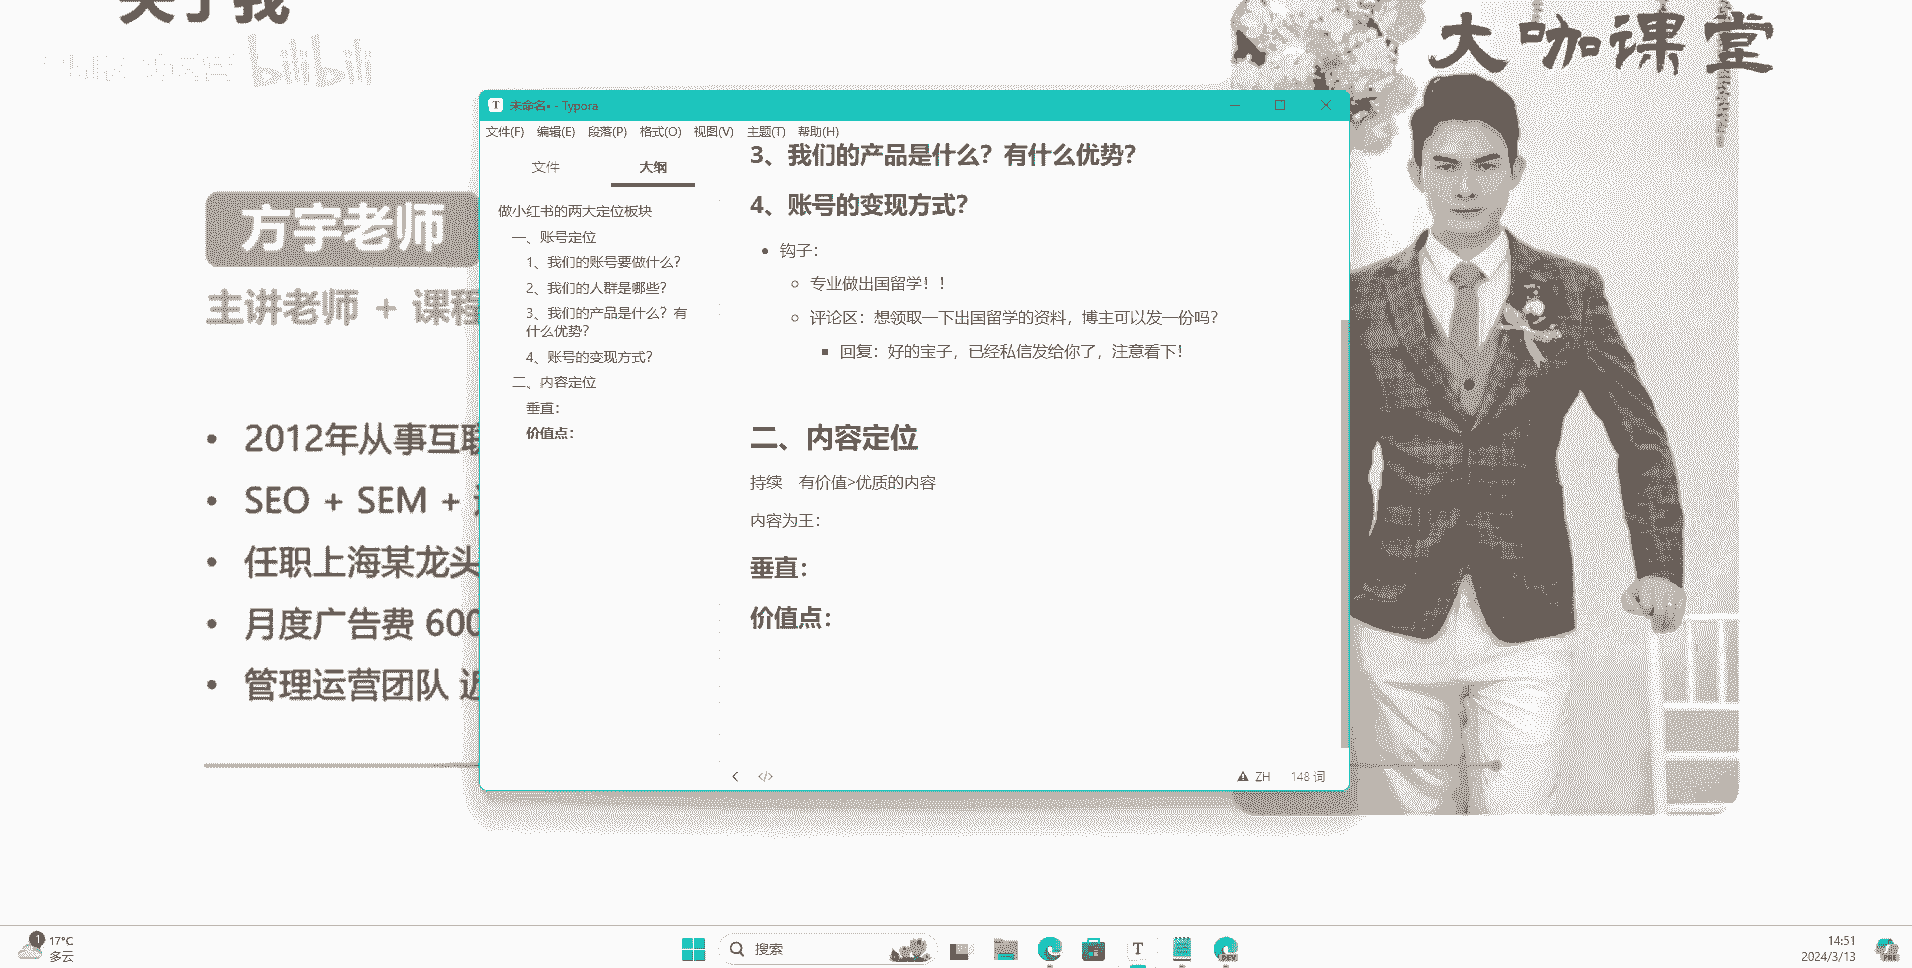 关于我
bilibili
大咖课堂
方宇老师
主讲老师 + 课程
2012年从事互联
SEO + SEM +
任职上海某龙头
月度广告费 600
管理运营团队 近
未命名• - Typora
文件(F) 编辑(E) 段落(P) 格式(O) 视图(V) 主题(T) 帮助(H)
文件 大纲
做小红书的两大定位板块
一、账号定位
1、我们的账号要做什么？
2、我们的人群是哪些？
3、我们的产品是什么？有
什么优势？
4、账号的变现方式？
二、内容定位
垂直：
价值点：
3、我们的产品是什么？有什么优势？
4、账号的变现方式？
钩子：
专业做出国留学！！
评论区：想领取一下出国留学的资料，博主可以发一份吗？
回复：好的宝子，已经私信发给你了，注意看下！
二、内容定位
持续 有价值>优质的内容
内容为王：
垂直：
价值点：
ZH 148 词
1
17°C
多云
搜索
T
DEV
14:51
2024/3/13
PRE